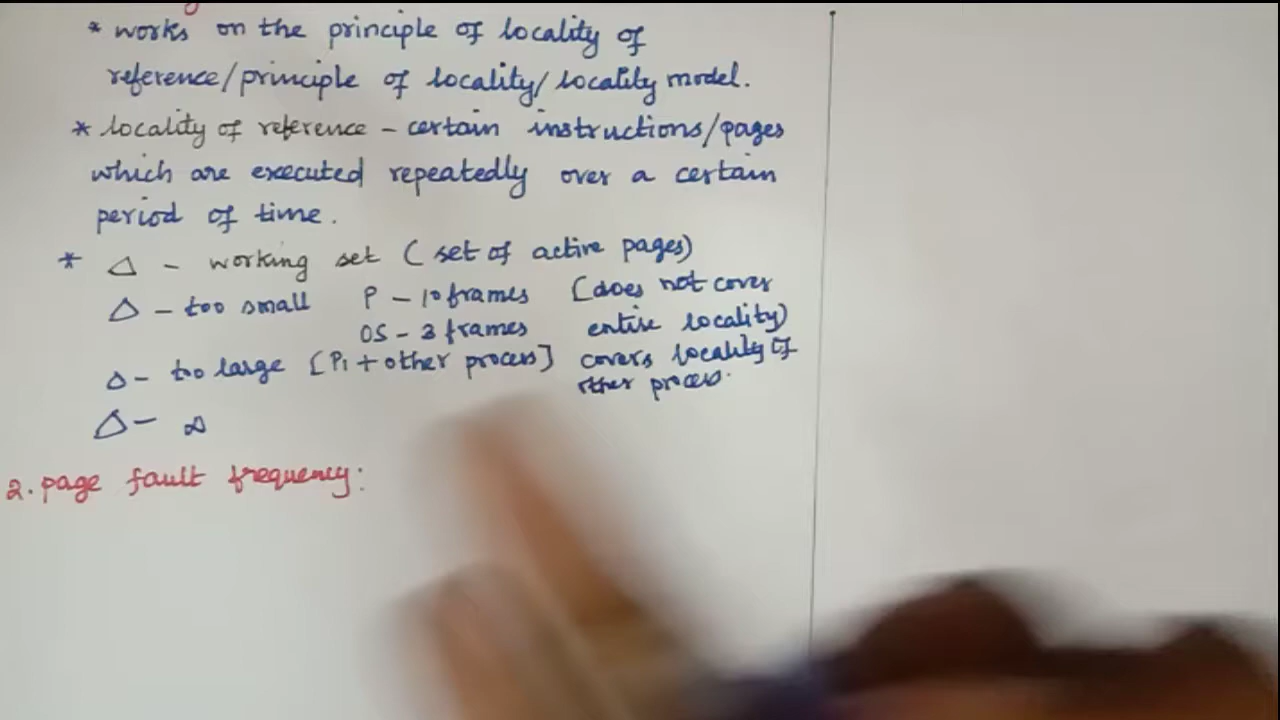 * works on the principle of locality of
reference/principle of locality/locality model.
* locality of reference - certain instructions/pages
which are executed repeatedly over a certain
period of time.
* Δ - working set (set of active pages)
Δ - too small P - 10 frames [does not cover
OS - 3 frames entire locality)
Δ - too large [P1 + other process] covers locality of
other process.
Δ - ∞
2. page fault frequency: